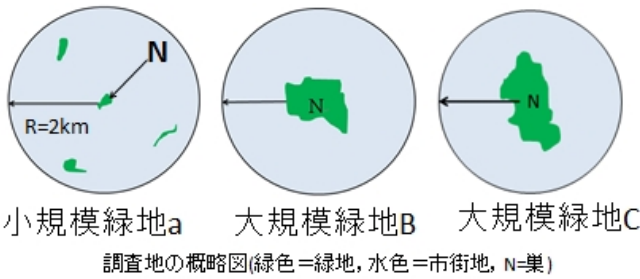 N
R=2km
N
N
小規模緑地a
大規模緑地B
大規模緑地C
調査地の概略図(緑色＝緑地, 水色＝市街地, N=巣)